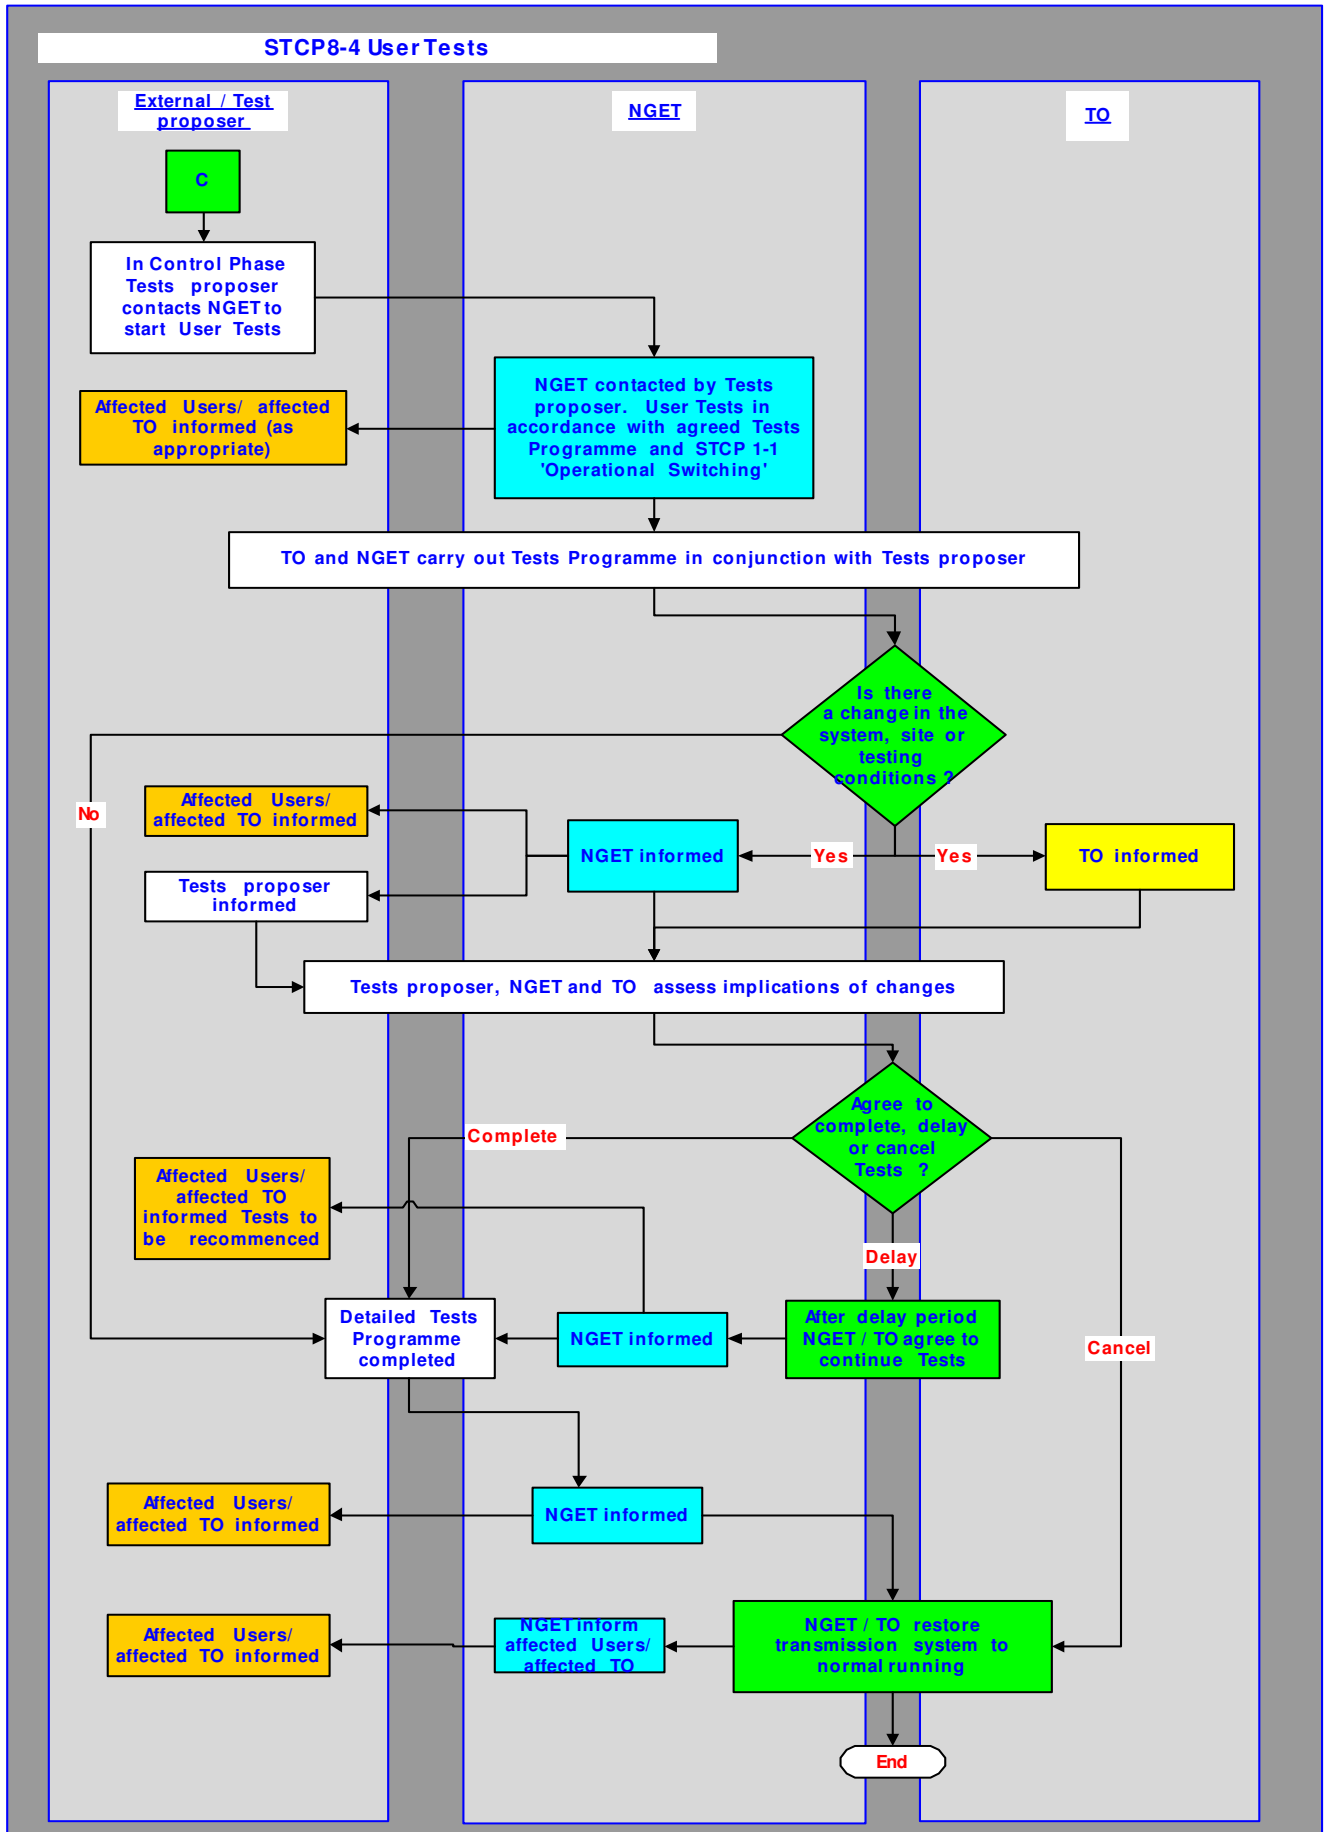 STCP8-4 User Tests
External / Test
proposer
NGET
TO
C
In Control Phase
Tests proposer
contacts NGET to
start User Tests
NGET contacted by Tests
proposer. User Tests in
accordance with agreed Tests
Programme and STCP 1-1
'Operational Switching'
Affected Users/ affected
TO informed (as
appropriate)
TO and NGET carry out Tests Programme in conjunction with Tests proposer
Is there
a change in the
system, site or
testing
conditions ?
No
Affected Users/
affected TO informed
NGET informed
Yes
Yes
TO informed
Tests proposer
informed
Tests proposer, NGET and TO assess implications of changes
Agree to
complete, delay
or cancel
Tests ?
Complete
Affected Users/
affected TO
informed Tests to
be recommenced
Delay
Detailed Tests
Programme
completed
NGET informed
After delay period
NGET / TO agree to
continue Tests
Cancel
Affected Users/
affected TO informed
NGET informed
Affected Users/
affected TO informed
NGET inform
affected Users/
affected TO
NGET / TO restore
transmission system to
normal running
End